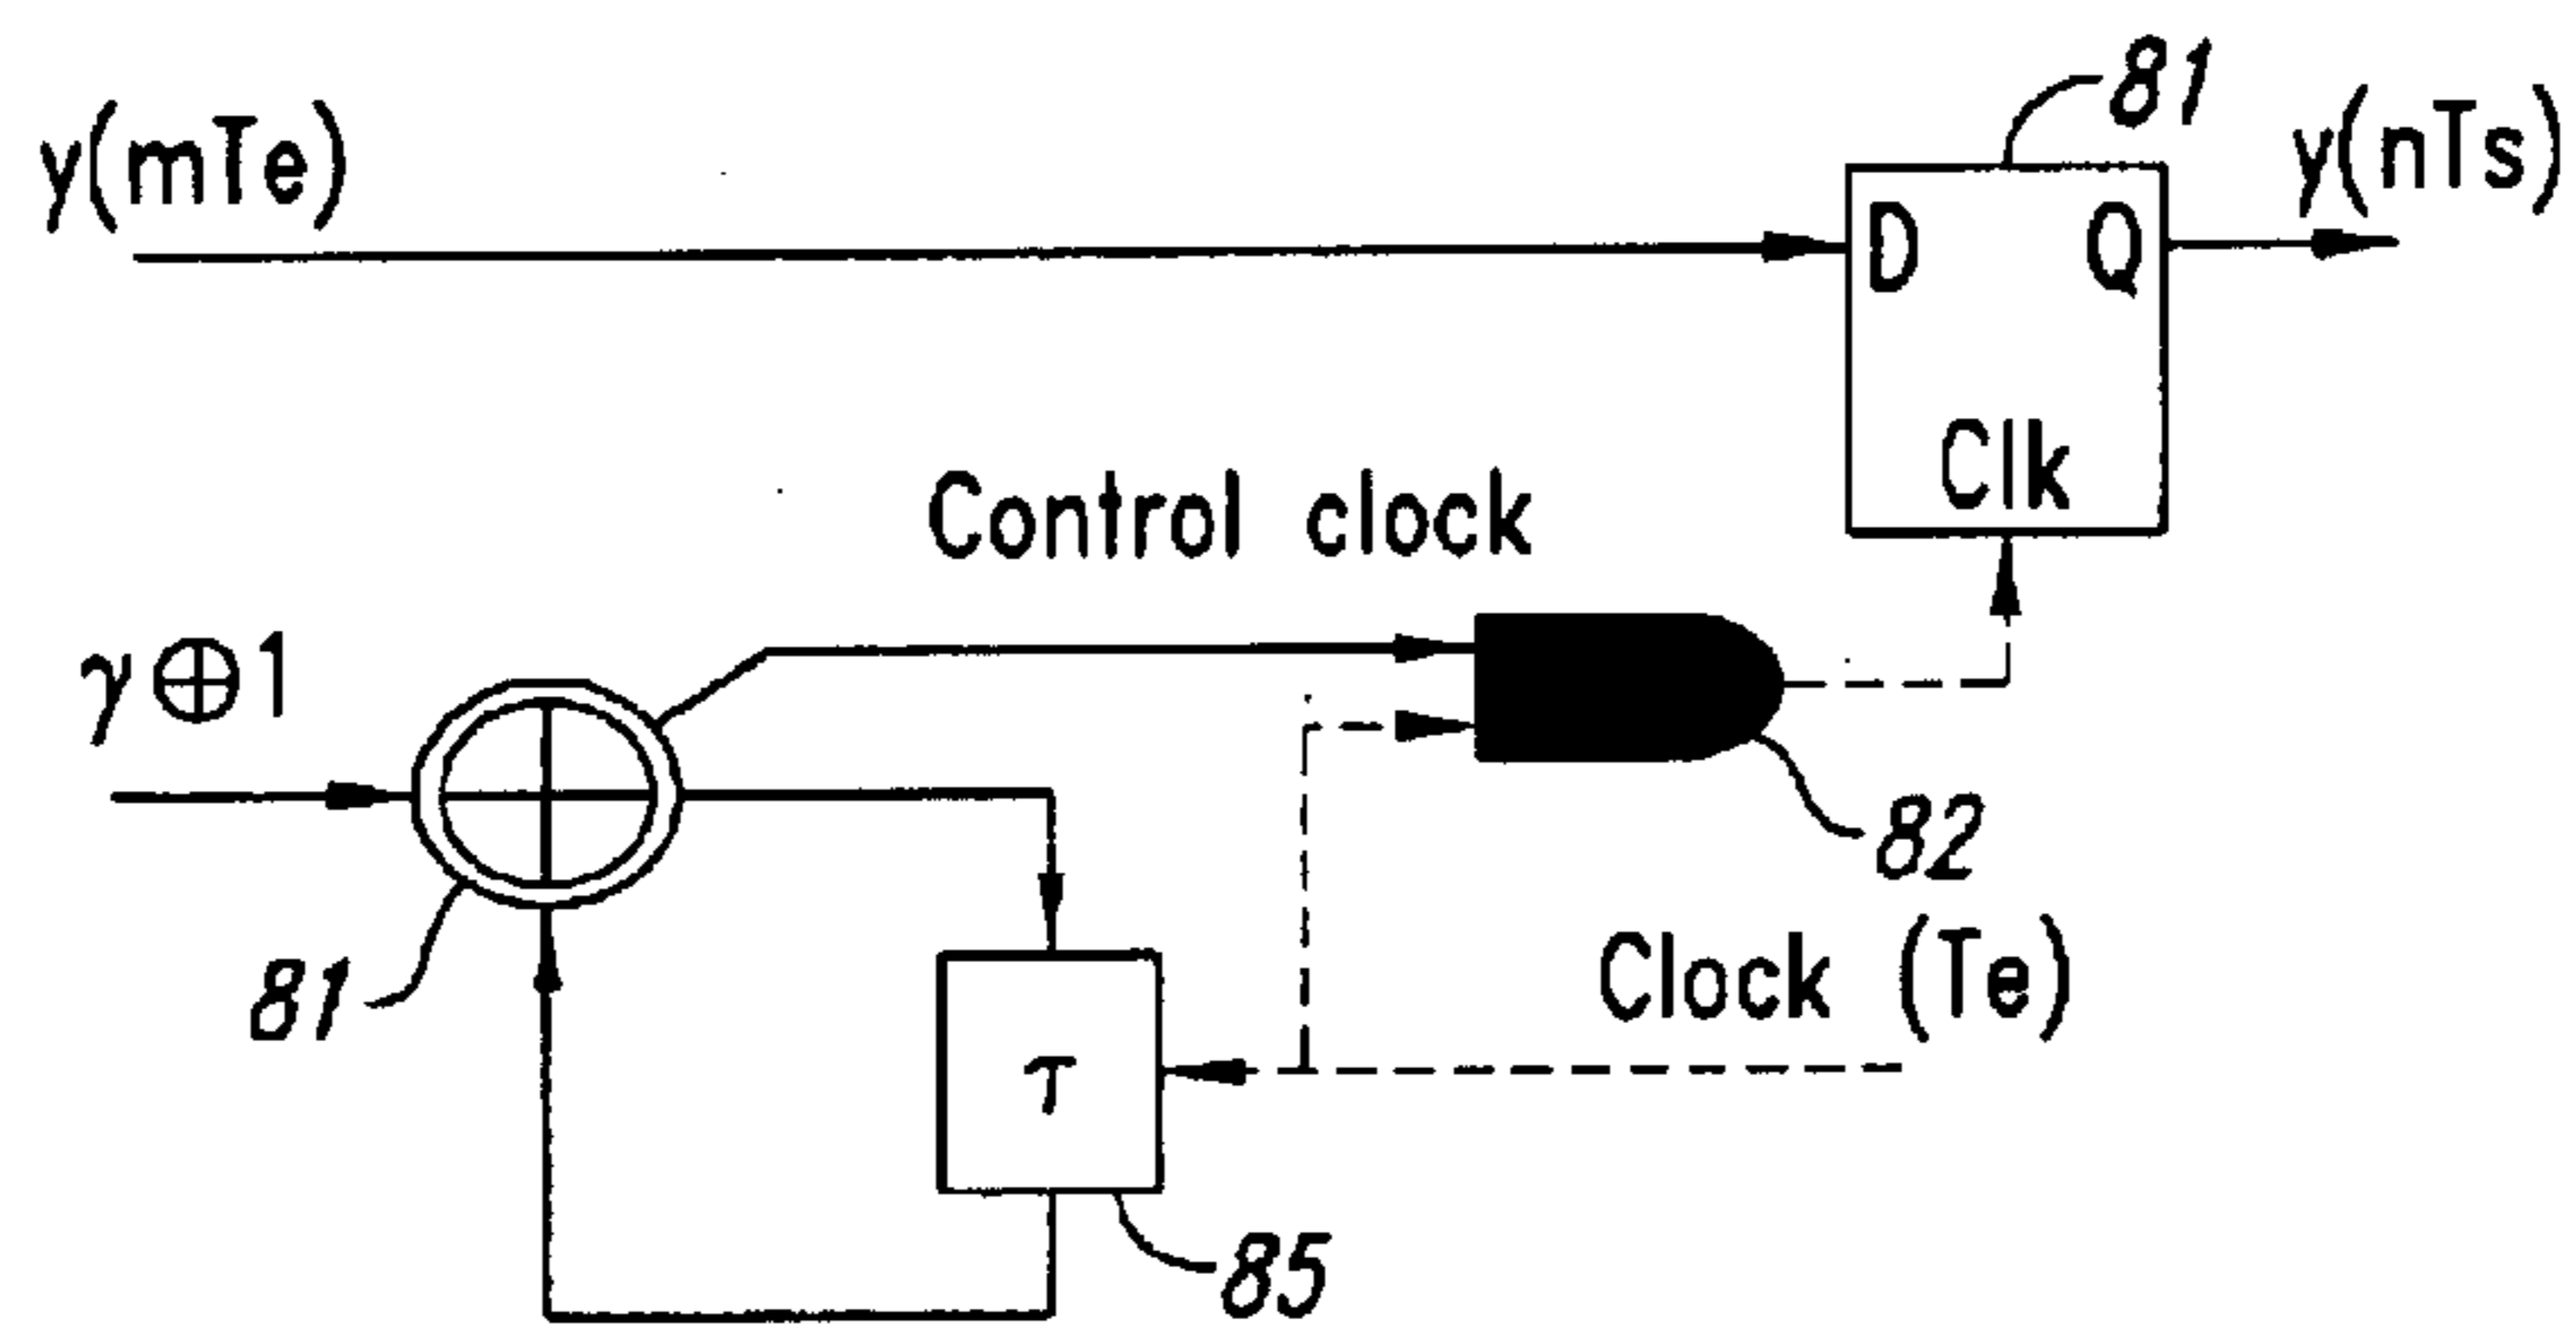 81
y(mTe)
y(nTs)
D Q
Clk
Control clock
γ⊕1
82
81
Clock (Te)
τ
85